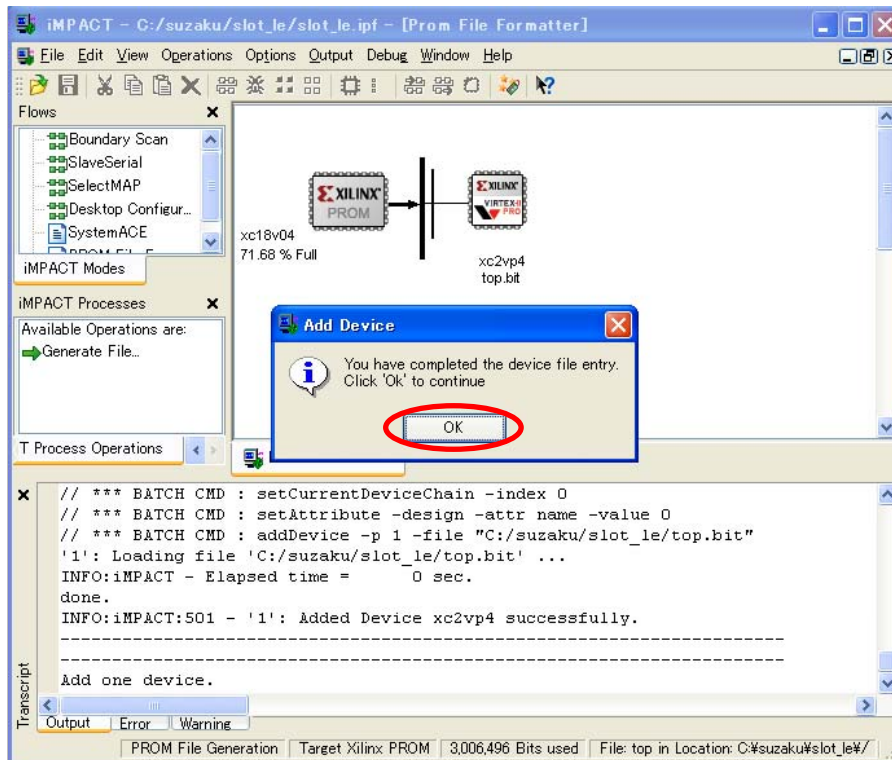 iMPACT - C:/suzaku/slot_le/slot_le.ipf - [Prom File Formatter]
File Edit View Operations Options Output Debug Window Help
Flows
Boundary Scan
SlaveSerial
SelectMAP
Desktop Configur...
SystemACE
iMPACT Modes
XILINX
PROM
xc18v04
71.68 % Full
XILINX
VIRTEX-II
PRO
xc2vp4
top.bit
iMPACT Processes
Available Operations are:
Generate File...
T Process Operations
Add Device
You have completed the device file entry.
Click 'Ok' to continue
OK
// *** BATCH CMD : setCurrentDeviceChain -index 0
// *** BATCH CMD : setAttribute -design -attr name -value 0
// *** BATCH CMD : addDevice -p 1 -file "C:/suzaku/slot_le/top.bit"
'1': Loading file 'C:/suzaku/slot_le/top.bit' ...
INFO:iMPACT - Elapsed time = 0 sec.
done.
INFO:iMPACT:501 - '1': Added Device xc2vp4 successfully.
----------------------------------------------------------------------
----------------------------------------------------------------------
Add one device.
Transcript
Output Error Warning
PROM File Generation Target Xilinx PROM 3,006,496 Bits used File: top in Location: C:¥suzaku¥slot_le¥/